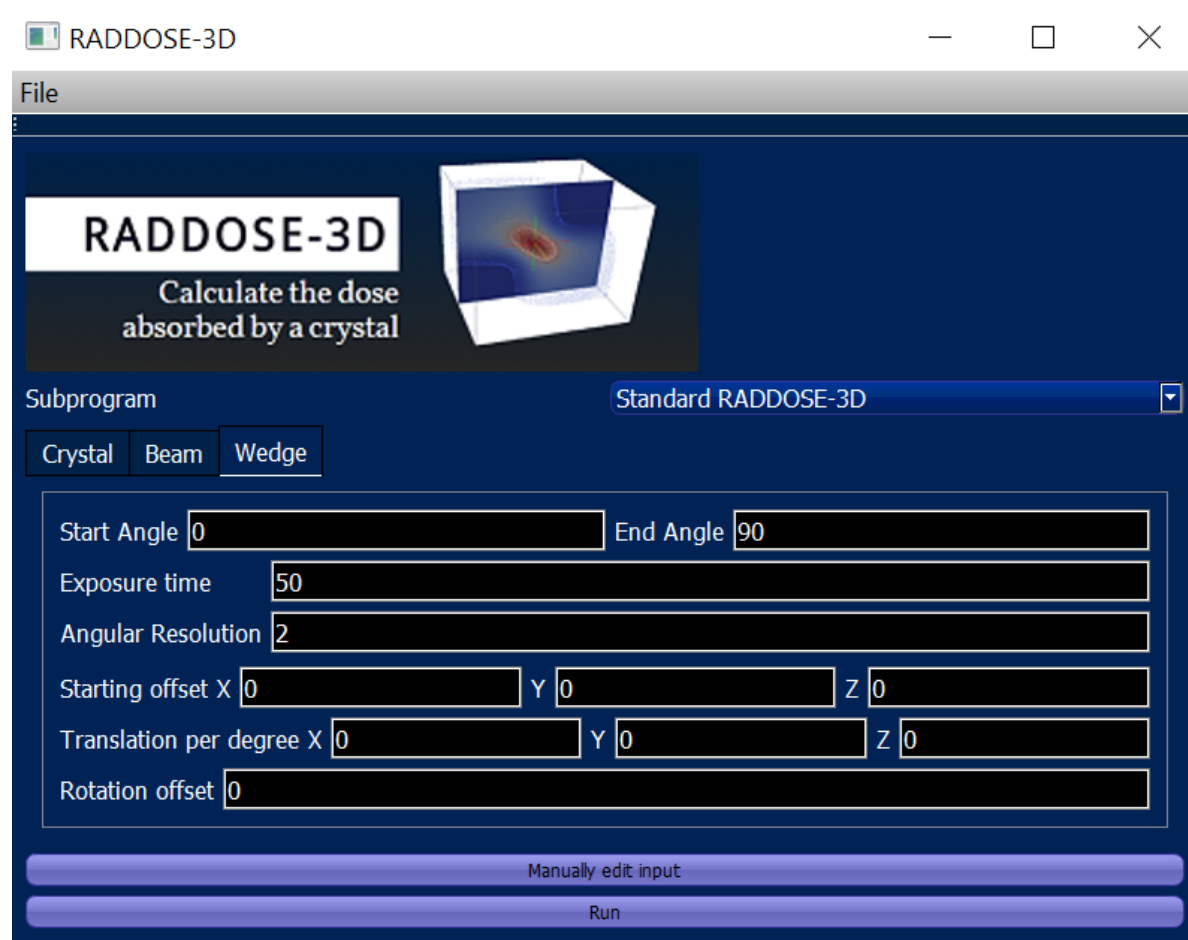 RADDOSE-3D
File
RADDOSE-3D
Calculate the dose
absorbed by a crystal
Subprogram Standard RADDOSE-3D
Crystal Beam Wedge
Start Angle 0 End Angle 90
Exposure time 50
Angular Resolution 2
Starting offset X 0 Y 0 Z 0
Translation per degree X 0 Y 0 Z 0
Rotation offset 0
Manually edit input
Run